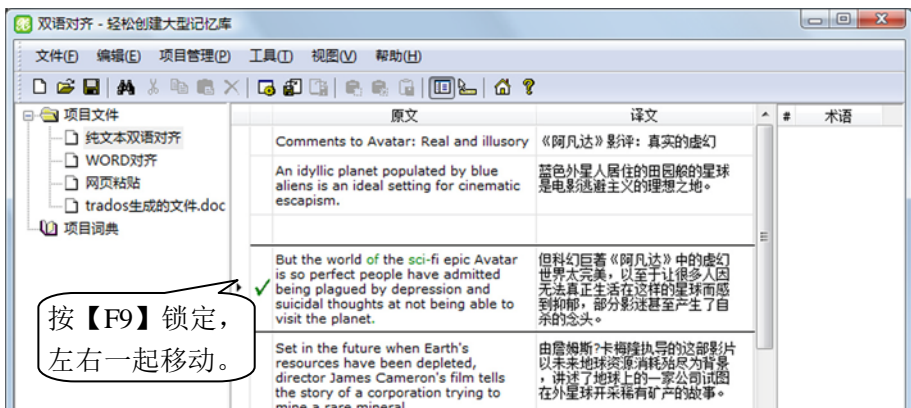 双语对齐 - 轻松创建大型记忆库
文件(F) 编辑(E) 项目管理(P) 工具(T) 视图(V) 帮助(H)
项目文件
纯文本双语对齐
WORD对齐
网页粘贴
trados生成的文件.doc
项目词典
原文 译文
Comments to Avatar: Real and illusory
《阿凡达》影评：真实的虚幻
An idyllic planet populated by blue
aliens is an ideal setting for cinematic
escapism.
蓝色外星人居住的田园般的星球
是电影逃避主义的理想之地。
But the world of the sci-fi epic Avatar
is so perfect people have admitted
being plagued by depression and
suicidal thoughts at not being able to
visit the planet.
但科幻巨著《阿凡达》中的虚幻
世界太完美，以至于让很多人因
无法真正生活在这样的星球而感
到抑郁，部分影迷甚至产生了自
杀的念头。
Set in the future when Earth's
resources have been depleted,
director James Cameron's film tells
the story of a corporation trying to
mine a rare mineral
由詹姆斯?卡梅隆执导的这部影片
以未来地球资源消耗殆尽为背景
，讲述了地球上的一家公司试图
在外星球开采稀有矿产的故事。
# 术语
按【F9】锁定，
左右一起移动。